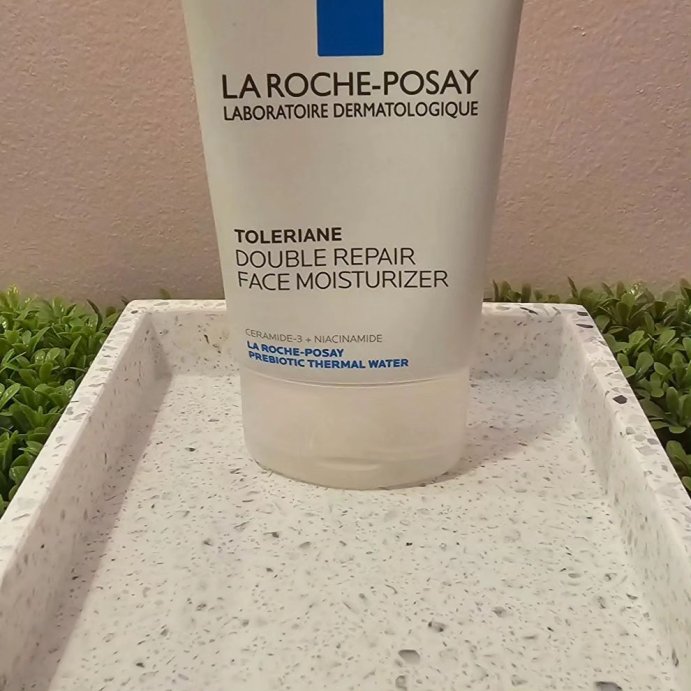 LA ROCHE-POSAY
LABORATOIRE DERMATOLOGIQUE
TOLERIANE
DOUBLE REPAIR
FACE MOISTURIZER
CERAMIDE-3 + NIACINAMIDE
LA ROCHE-POSAY
PREBIOTIC THERMAL WATER